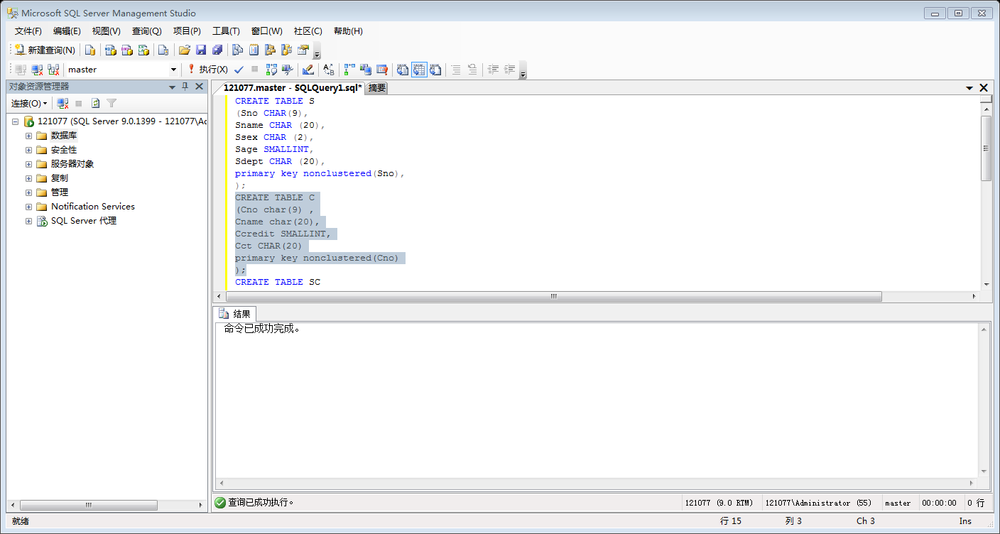 Microsoft SQL Server Management Studio
文件(F) 编辑(E) 视图(V) 查询(Q) 项目(P) 工具(T) 窗口(W) 社区(C) 帮助(H)
新建查询(N)
master 执行(X)
对象资源管理器
连接(O)
121077 (SQL Server 9.0.1399 - 121077\Ac
数据库
安全性
服务器对象
复制
管理
Notification Services
SQL Server 代理
121077.master - SQLQuery1.sql* 摘要
CREATE TABLE S
(Sno CHAR(9),
Sname CHAR (20),
Ssex CHAR (2),
Sage SMALLINT,
Sdept CHAR (20),
primary key nonclustered(Sno),
);
CREATE TABLE C
(Cno char(9) ,
Cname char(20),
Ccredit SMALLINT,
Cct CHAR(20)
primary key nonclustered(Cno)
);
CREATE TABLE SC
结果
命令已成功完成。
查询已成功执行。 121077 (9.0 RTM) 121077\Administrator (55) master 00:00:00 0 行
就绪 行 15 列 3 Ch 3 Ins